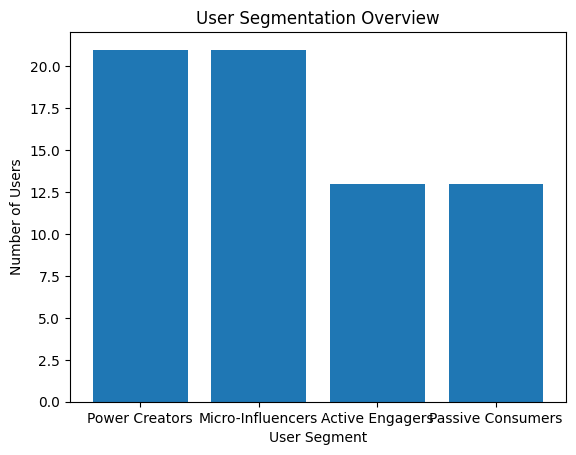 User Segmentation Overview
Number of Users
20.0
17.5
15.0
12.5
10.0
7.5
5.0
2.5
0.0
Power Creators Micro-Influencers Active Engagers Passive Consumers
User Segment